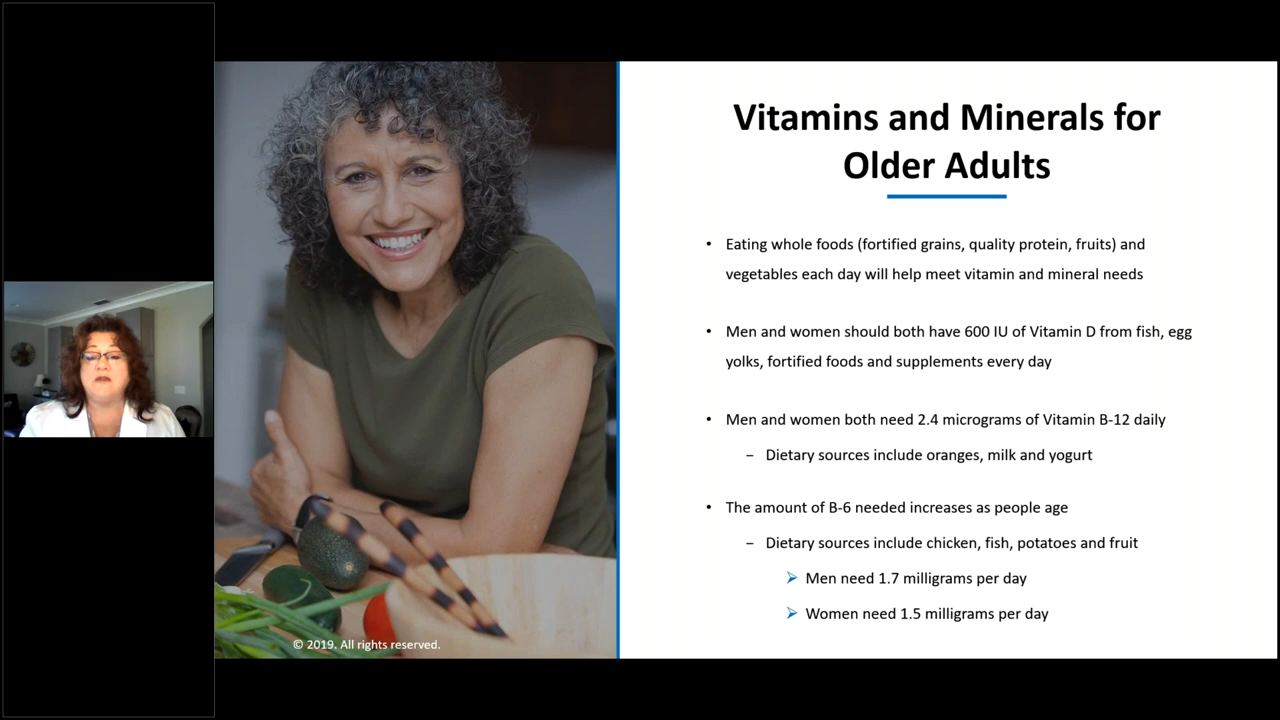 Vitamins and Minerals for
Older Adults
• Eating whole foods (fortified grains, quality protein, fruits) and
vegetables each day will help meet vitamin and mineral needs
• Men and women should both have 600 IU of Vitamin D from fish, egg
yolks, fortified foods and supplements every day
• Men and women both need 2.4 micrograms of Vitamin B-12 daily
– Dietary sources include oranges, milk and yogurt
• The amount of B-6 needed increases as people age
– Dietary sources include chicken, fish, potatoes and fruit
➢ Men need 1.7 milligrams per day
➢ Women need 1.5 milligrams per day
© 2019. All rights reserved.